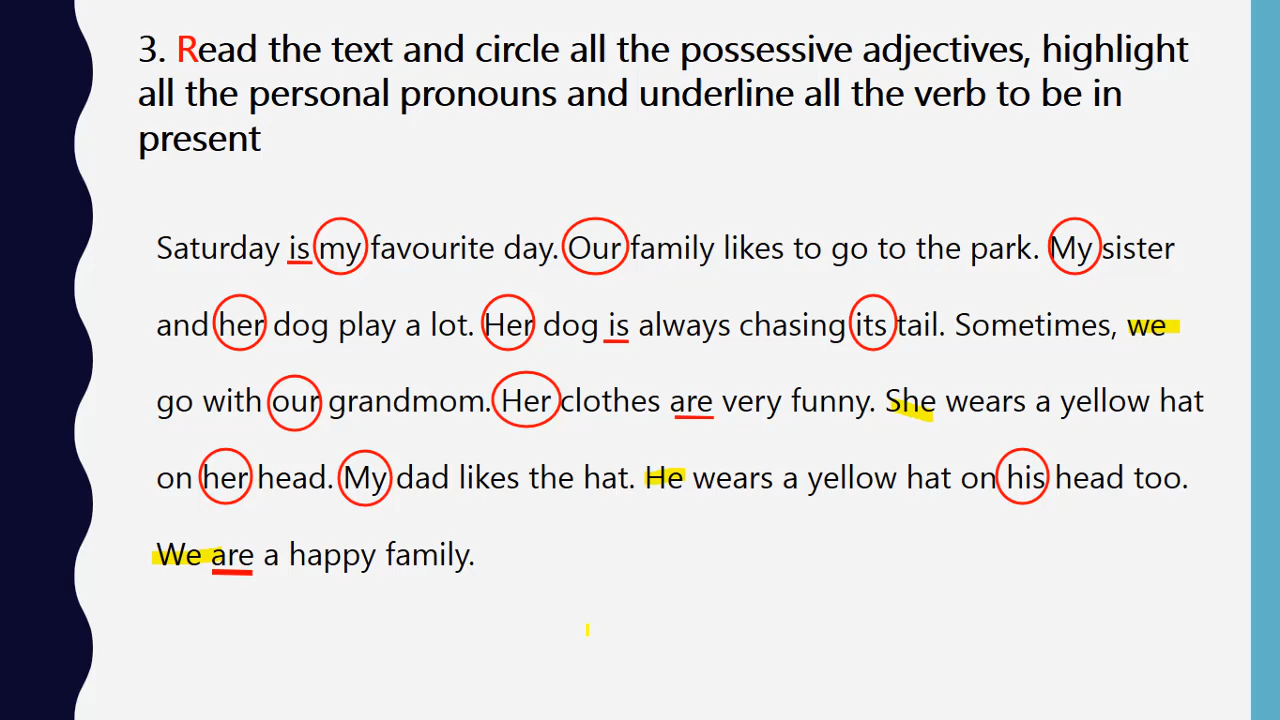 3. Read the text and circle all the possessive adjectives, highlight
all the personal pronouns and underline all the verb to be in
present
Saturday is my favourite day. Our family likes to go to the park. My sister
and her dog play a lot. Her dog is always chasing its tail. Sometimes, we
go with our grandmom. Her clothes are very funny. She wears a yellow hat
on her head. My dad likes the hat. He wears a yellow hat on his head too.
We are a happy family.